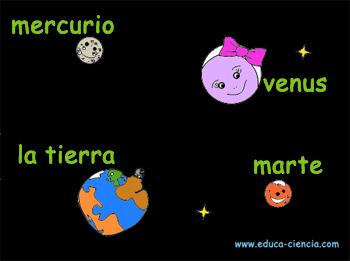 mercurio
venus
la tierra
marte
www.educa-ciencia.com